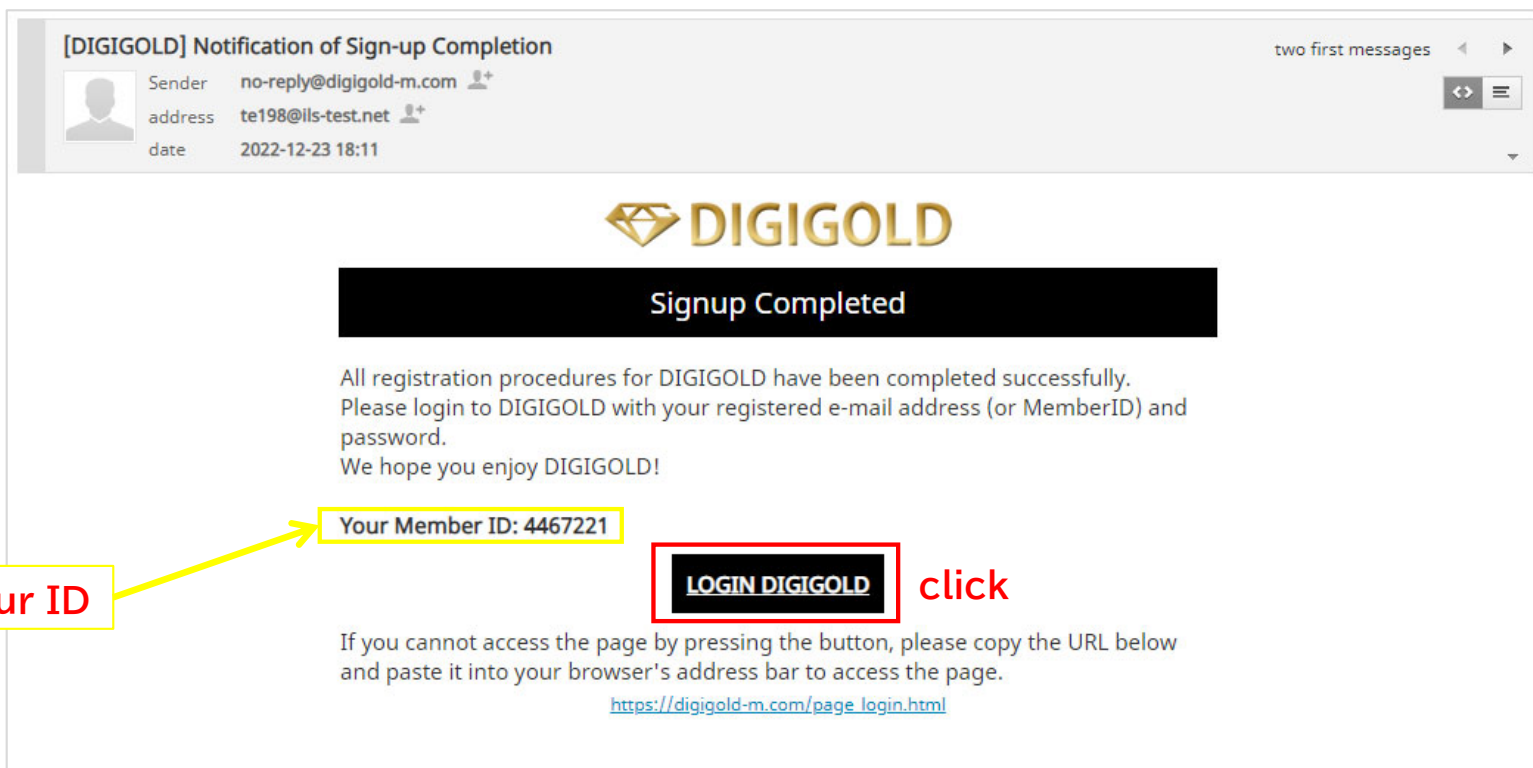 [DIGIGOLD] Notification of Sign-up Completion
two first messages
Sender no-reply@digigold-m.com
address te198@ils-test.net
date 2022-12-23 18:11
DIGIGOLD
Signup Completed
All registration procedures for DIGIGOLD have been completed successfully.
Please login to DIGIGOLD with your registered e-mail address (or MemberID) and
password.
We hope you enjoy DIGIGOLD!
Your Member ID: 4467221
LOGIN DIGIGOLD click
ur ID
If you cannot access the page by pressing the button, please copy the URL below
and paste it into your browser's address bar to access the page.
https://digigold-m.com/page_login.html